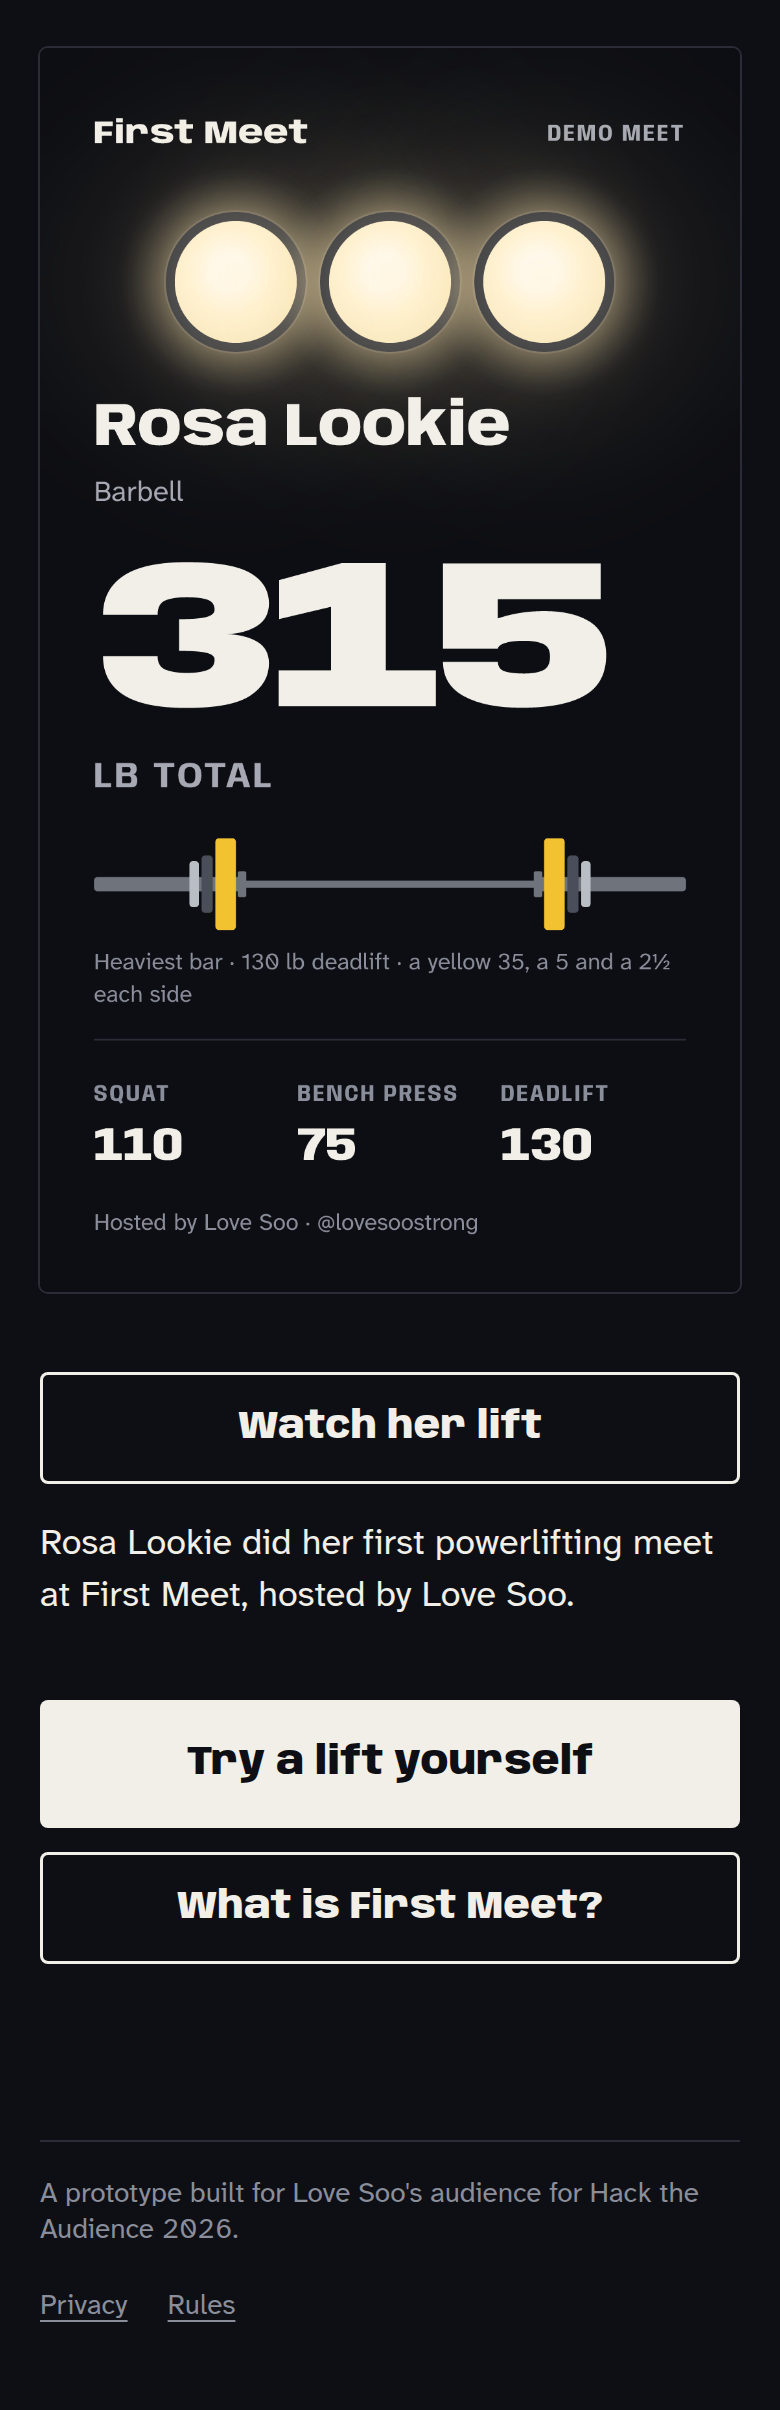 First Meet
DEMO MEET
Rosa Lookie
Barbell
315
LB TOTAL
Heaviest bar · 130 lb deadlift · a yellow 35, a 5 and a 2½
each side
SQUAT
BENCH PRESS
DEADLIFT
110
75
130
Hosted by Love Soo · @lovesoostrong
Watch her lift
Rosa Lookie did her first powerlifting meet
at First Meet, hosted by Love Soo.
Try a lift yourself
What is First Meet?
A prototype built for Love Soo's audience for Hack the
Audience 2026.
Privacy
Rules